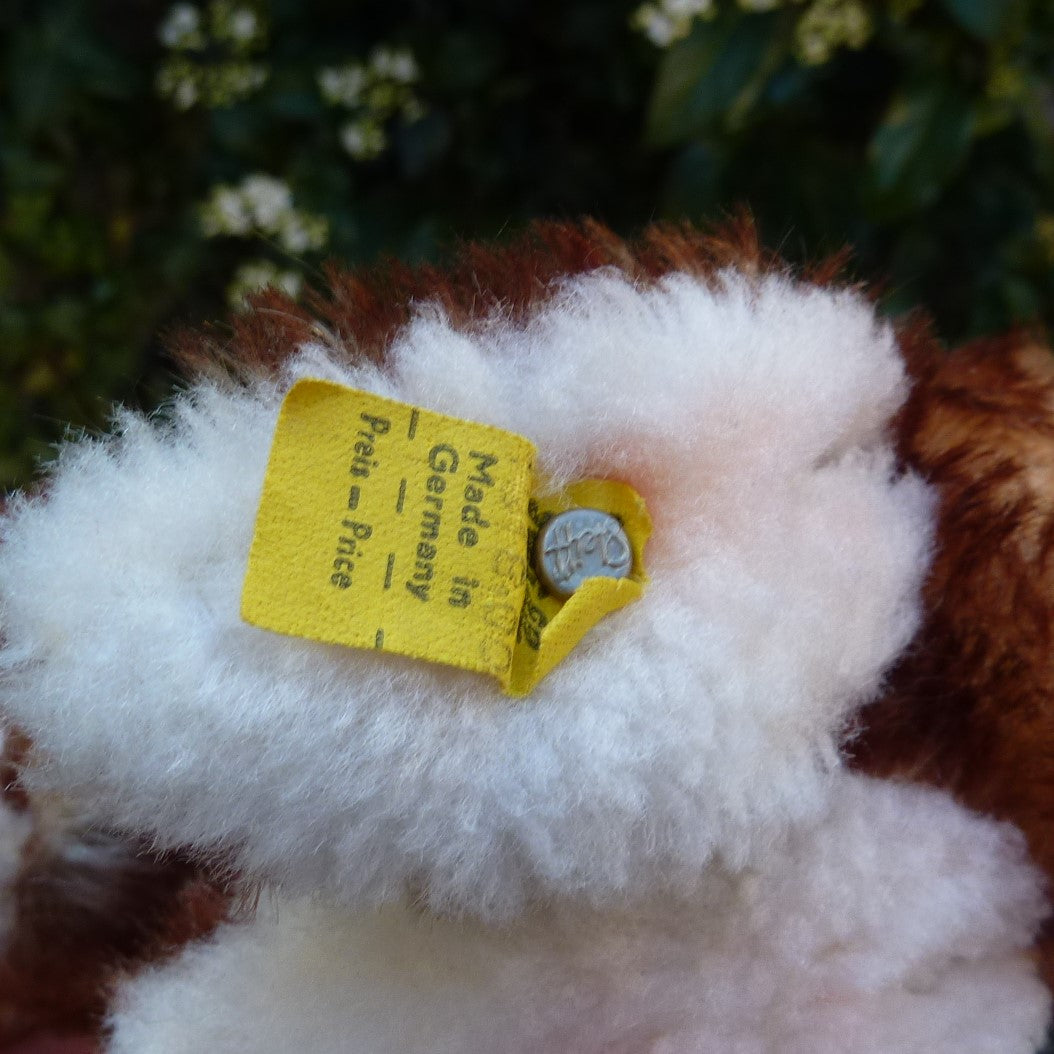 Made in
Germany
Preis = Price
Steiff